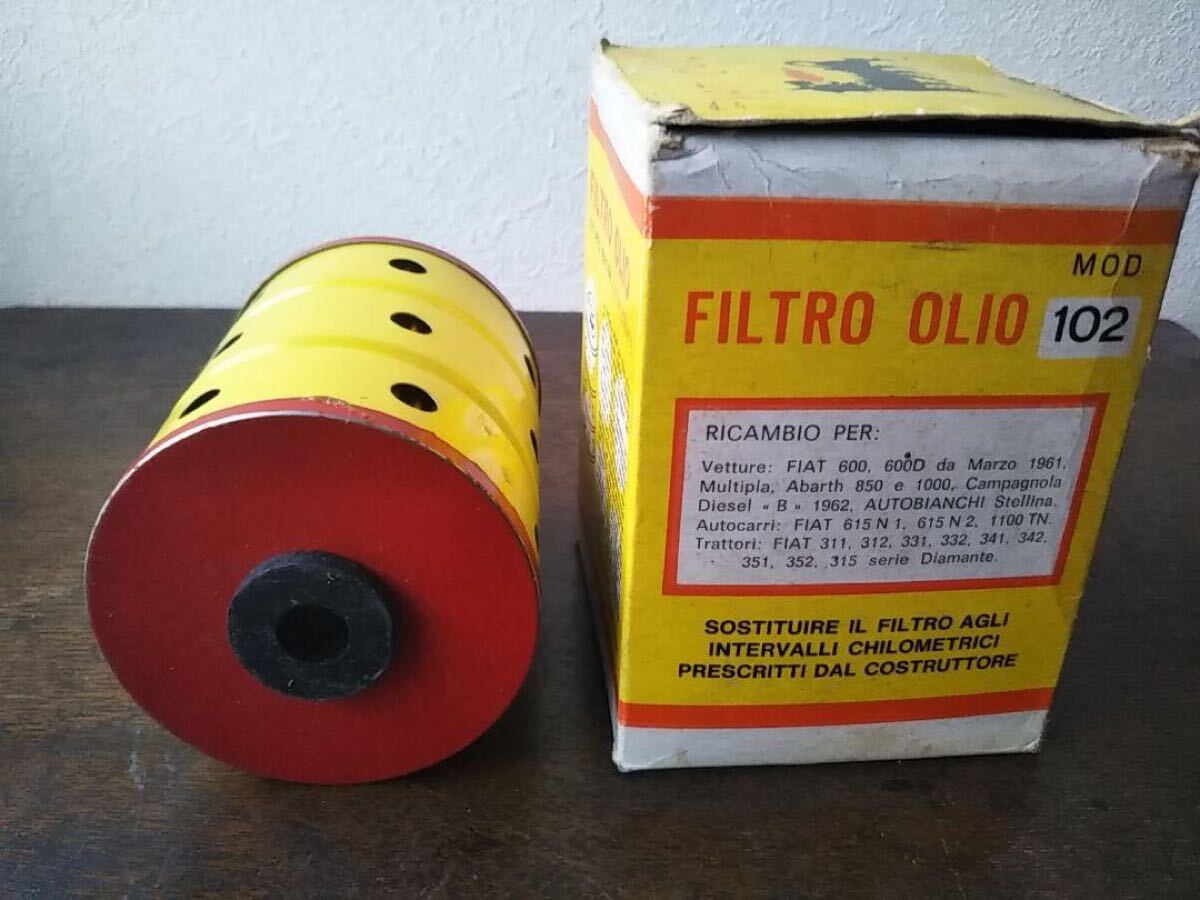 MOD.
FILTRO OLIO 102
RICAMBIO PER:
Vetture: FIAT 600, 600D da Marzo 1961,
Multipla, Abarth 850 e 1000, Campagnola
Diesel « B » 1962, AUTOBIANCHI Stellina.
Autocarri: FIAT 615 N 1, 615 N 2, 1100 TN.
Trattori: FIAT 311, 312, 331, 332, 341, 342,
351, 352, 315 serie Diamante.
SOSTITUIRE IL FILTRO AGLI
INTERVALLI CHILOMETRICI
PRESCRITTI DAL COSTRUTTORE
FILTRO OLIO